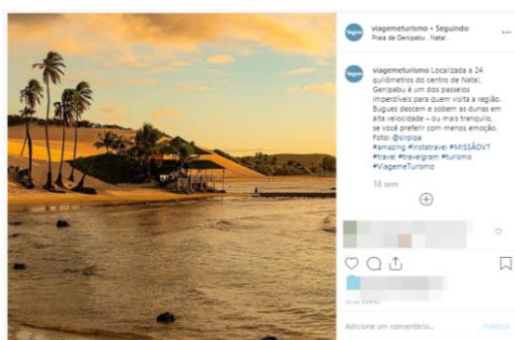 viagemeturismo • Seguindo
Praia de Genipabu . Natal .
viagemeturismo Localizada a 24
quilômetros do centro de Natal,
Genipabu é um dos passeios
imperdíveis para quem visita a região.
Bugues descem e sobem as dunas em
alta velocidade – ou mais tranquilo,
se você preferir com menos emoção.
Foto: @sirpipa
#amazing #instatravel #MISSÃOVT
#travel #travelgram #turismo
#ViagemeTurismo
18 sem
Adicione um comentário...
Publicar